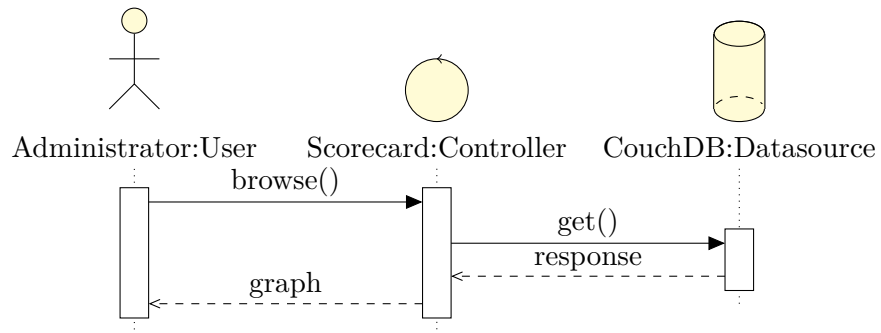 Administrator:User
Scorecard:Controller
CouchDB:Datasource
browse()
get()
response
graph